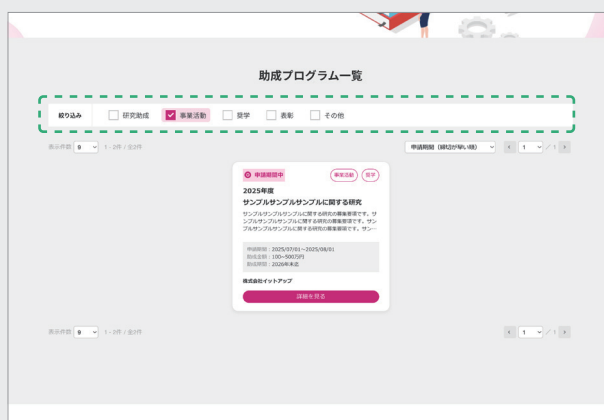 助成プログラム一覧
絞り込み 研究助成 事業活動 奨学 表彰 その他
表示件数 9 1 - 2件 / 全2件 申請期間（締切が早い順） 1 / 1
申請期間中 事業活動 奨学
2025年度
サンプルサンプルサンプルに関する研究
サンプルサンプルサンプルに関する研究の募集要項です。サ
ンプルサンプルサンプルに関する研究の募集要項です。サン
プルサンプルサンプルに関する研究の募集要項です。サン…
申請期間：2025/07/01～2025/08/01
助成金額：100~500万円
助成期間：2026年末迄
株式会社イットアップ
詳細を見る
表示件数 9 1 - 2件 / 全2件 1 / 1